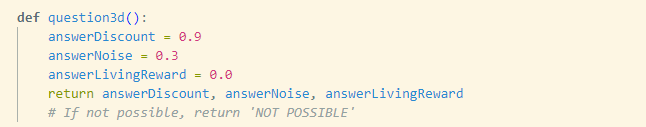 def question3d():
    answerDiscount = 0.9
    answerNoise = 0.3
    answerLivingReward = 0.0
    return answerDiscount, answerNoise, answerLivingReward
    # If not possible, return 'NOT POSSIBLE'